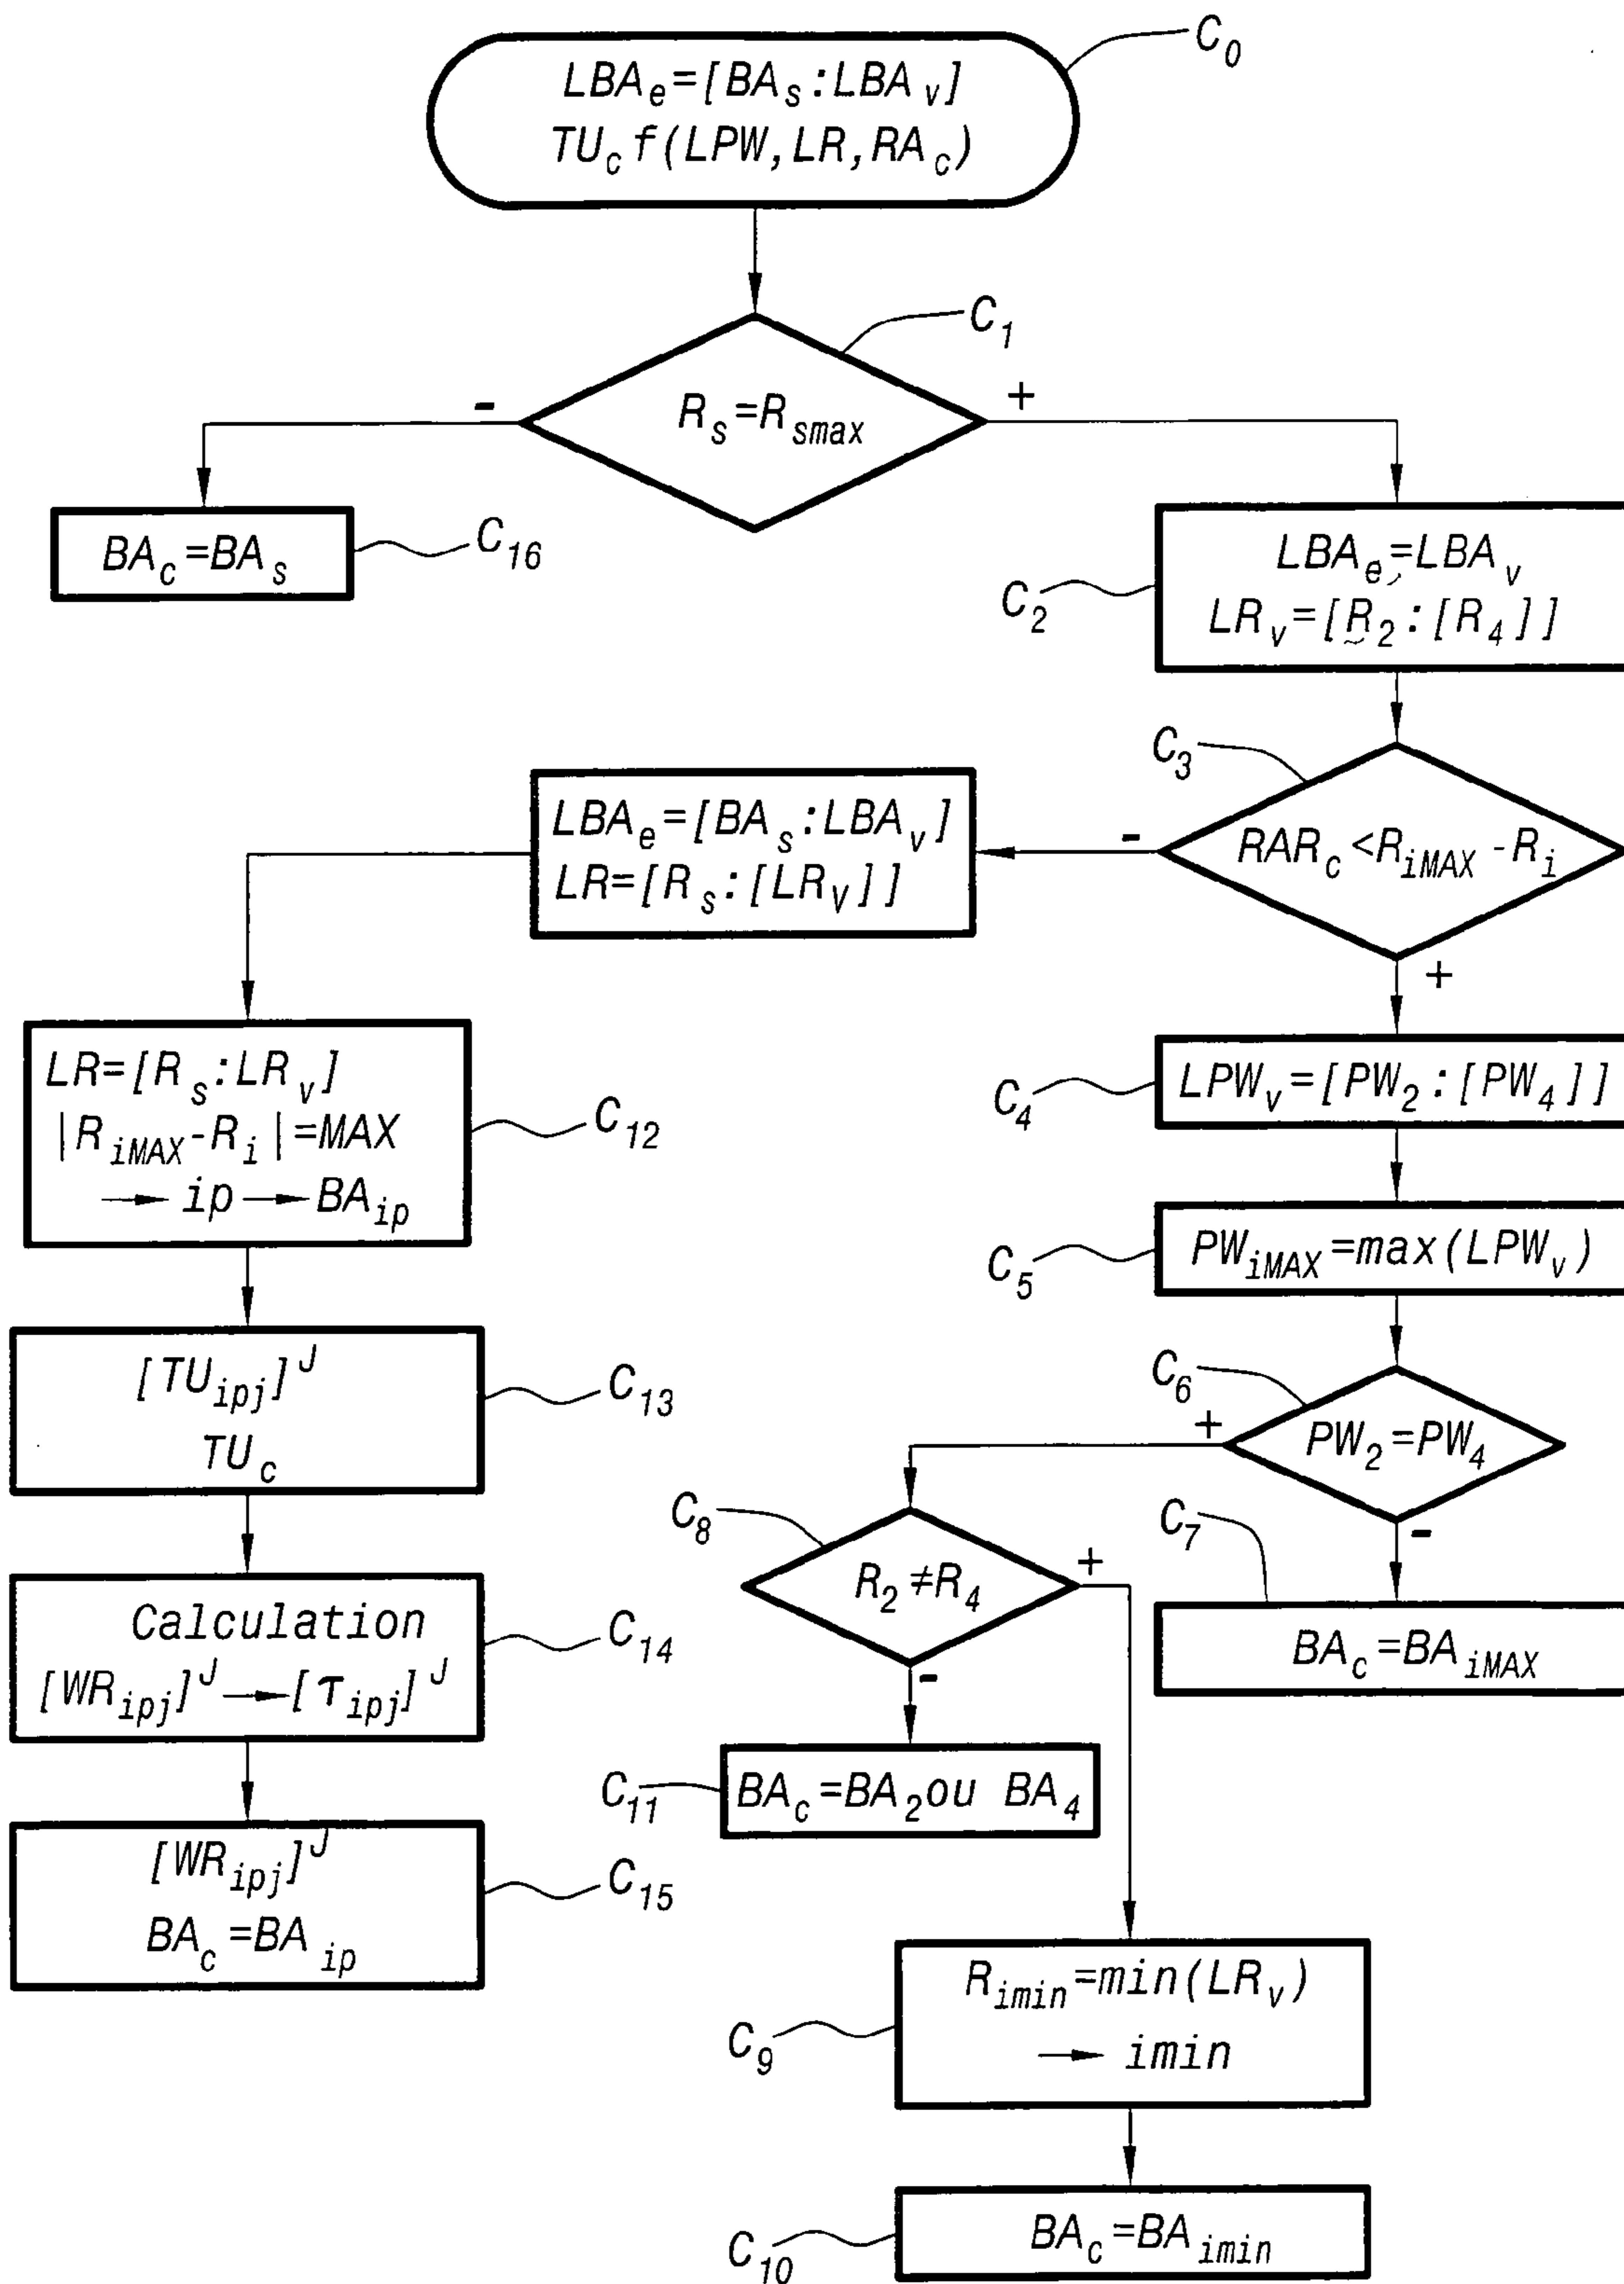 C0
LBAe=[BAs:LBAv]
TUc f(LPW,LR,RAc)
C1
Rs=Rsmax
-
+
BAc=BAs
C16
LBAe=LBAv
LRv=[R2:[R4]]
C2
C3
RARc<RiMAX-Ri
-
+
LBAe=[BAs:LBAv]
LR=[Rs:[LRv]]
LR=[Rs:LRv]
|RiMAX-Ri|=MAX
→ ip → BAip
C12
C4
LPWv=[PW2:[PW4]]
C5
PWiMAX=max(LPWv)
[TUipj]J
TUc
C13
C6
PW2=PW4
+
-
C7
BAc=BAiMAX
C8
R2≠R4
+
-
Calculation
[WRipj]J → [τipj]J
C14
C11
BAc=BA2 ou BA4
[WRipj]J
BAc=BAip
C15
Rimin=min(LRv)
→ imin
C9
BAc=BAimin
C10